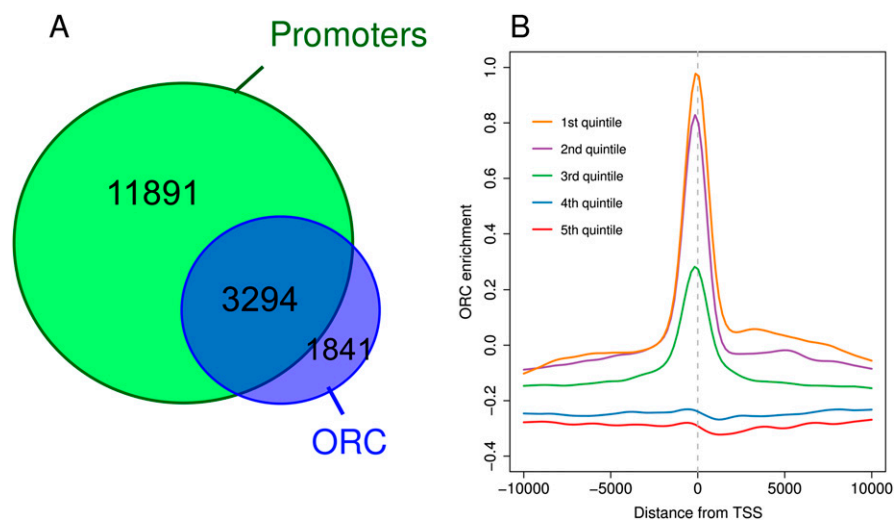 A
Promoters
11891
3294
1841
ORC
B
ORC enrichment
1.0
0.8
0.6
0.4
0.2
0.0
−0.2
−0.4
1st quintile
2nd quintile
3rd quintile
4th quintile
5th quintile
−10000 −5000 0 5000 10000
Distance from TSS